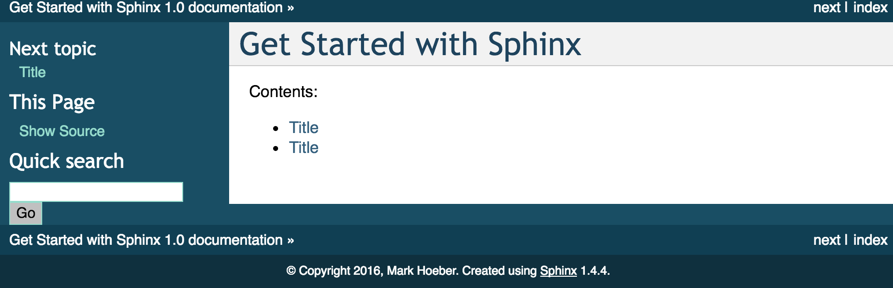 Get Started with Sphinx 1.0 documentation »
next | index
Next topic
Title
This Page
Show Source
Quick search
Go
Get Started with Sphinx
Contents:
Title
Title
Get Started with Sphinx 1.0 documentation »
next | index
© Copyright 2016, Mark Hoeber. Created using Sphinx 1.4.4.